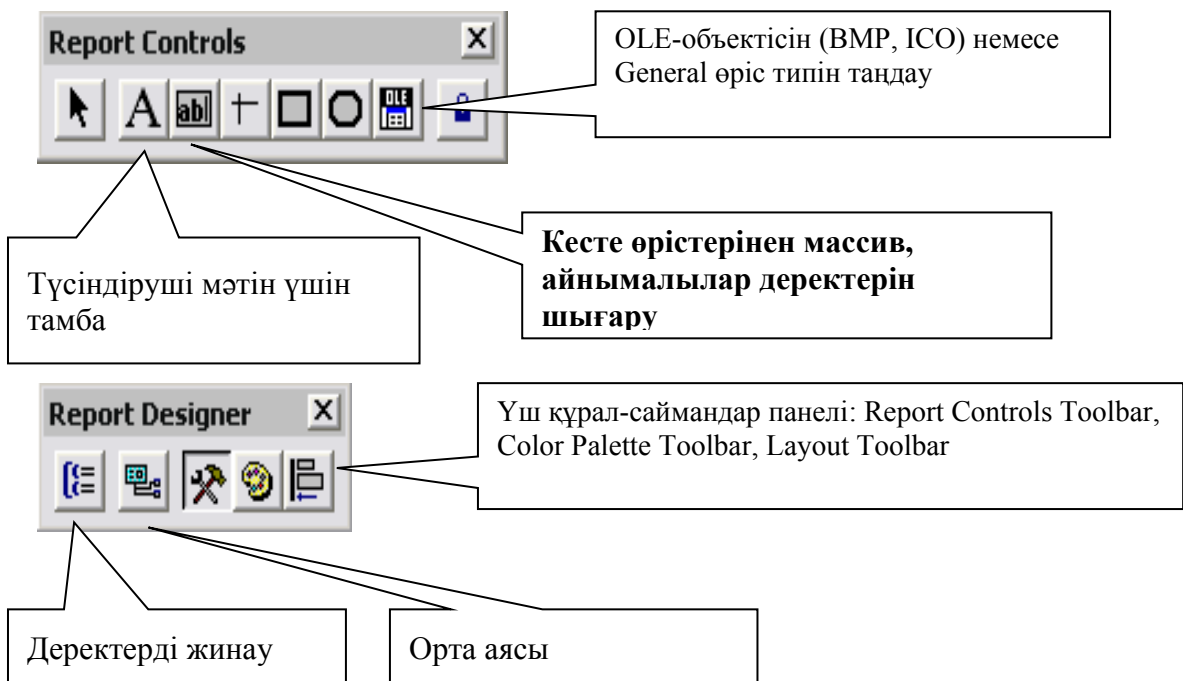 Report Controls
OLE-объектісін (BMP, ICO) немесе
General өріс типін таңдау
A abl OLE
Түсіндіруші мәтін үшін
тамба
Кесте өрістерінен массив,
айнымалылар деректерін
шығару
Report Designer
Үш құрал-саймандар панелі: Report Controls Toolbar,
Color Palette Toolbar, Layout Toolbar
Деректерді жинау
Орта аясы